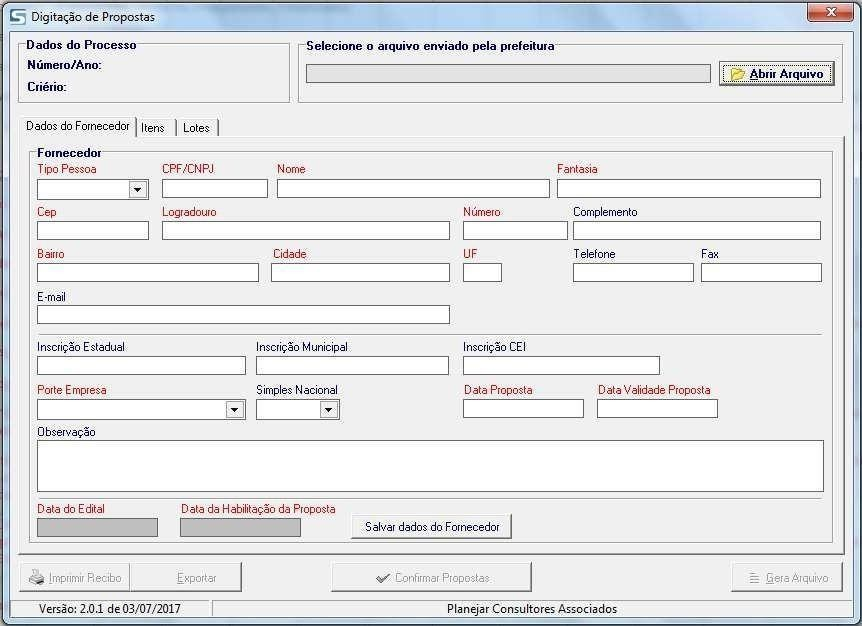 Digitação de Propostas
Dados do Processo
Número/Ano:
Criério:
Selecione o arquivo enviado pela prefeitura
Abrir Arquivo
Dados do Fornecedor Itens Lotes
Fornecedor
Tipo Pessoa CPF/CNPJ Nome Fantasia
Cep Logradouro Número Complemento
Bairro Cidade UF Telefone Fax
E-mail
Inscrição Estadual Inscrição Municipal Inscrição CEI
Porte Empresa Simples Nacional Data Proposta Data Validade Proposta
Observação
Data do Edital Data da Habilitação da Proposta
Salvar dados do Fornecedor
Imprimir Recibo Exportar Confirmar Propostas Gera Arquivo
Versão: 2.0.1 de 03/07/2017 Planejar Consultores Associados